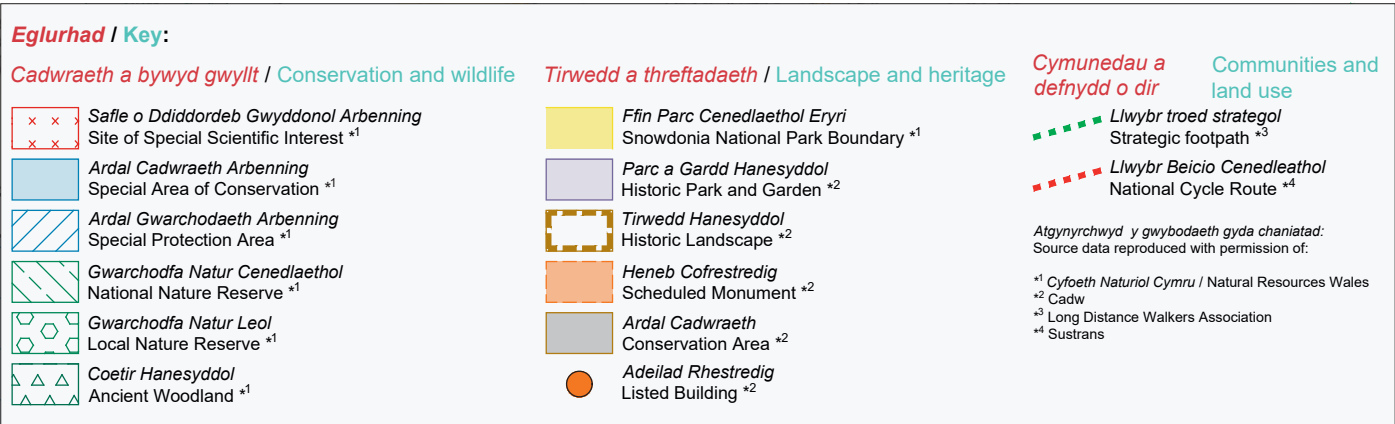 Eglurhad / Key:
Cadwraeth a bywyd gwyllt / Conservation and wildlife
Safle o Ddiddordeb Gwyddonol Arbenning
Site of Special Scientific Interest *1
Ardal Cadwraeth Arbenning
Special Area of Conservation *1
Ardal Gwarchodaeth Arbenning
Special Protection Area *1
Gwarchodfa Natur Cenedlaethol
National Nature Reserve *1
Gwarchodfa Natur Leol
Local Nature Reserve *1
Coetir Hanesyddol
Ancient Woodland *1
Tirwedd a threftadaeth / Landscape and heritage
Ffin Parc Cenedlaethol Eryri
Snowdonia National Park Boundary *1
Parc a Gardd Hanesyddol
Historic Park and Garden *2
Tirwedd Hanesyddol
Historic Landscape *2
Heneb Cofrestredig
Scheduled Monument *2
Ardal Cadwraeth
Conservation Area *2
Adeilad Rhestredig
Listed Building *2
Cymunedau a
defnydd o dir
Communities and
land use
Llwybr troed strategol
Strategic footpath *3
Llwybr Beicio Cenedleathol
National Cycle Route *4
Atgynyrchwyd y gwybodaeth gyda chaniatad:
Source data reproduced with permission of:
*1 Cyfoeth Naturiol Cymru / Natural Resources Wales
*2 Cadw
*3 Long Distance Walkers Association
*4 Sustrans